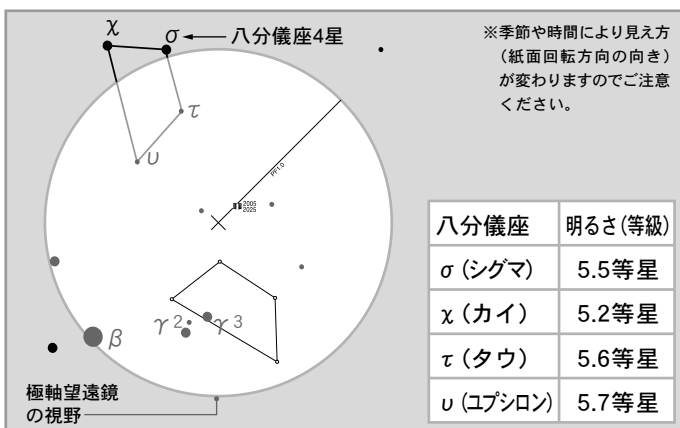 χ
σ
八分儀座4星
※季節や時間により見え方
(紙面回転方向の向き)
が変わりますのでご注意
ください。
τ
υ
PF1.0
2005
2025
β
γ2
γ3
極軸望遠鏡
の視野
八分儀座 明るさ(等級)
σ(シグマ) 5.5等星
χ(カイ) 5.2等星
τ(タウ) 5.6等星
υ(ユプシロン) 5.7等星